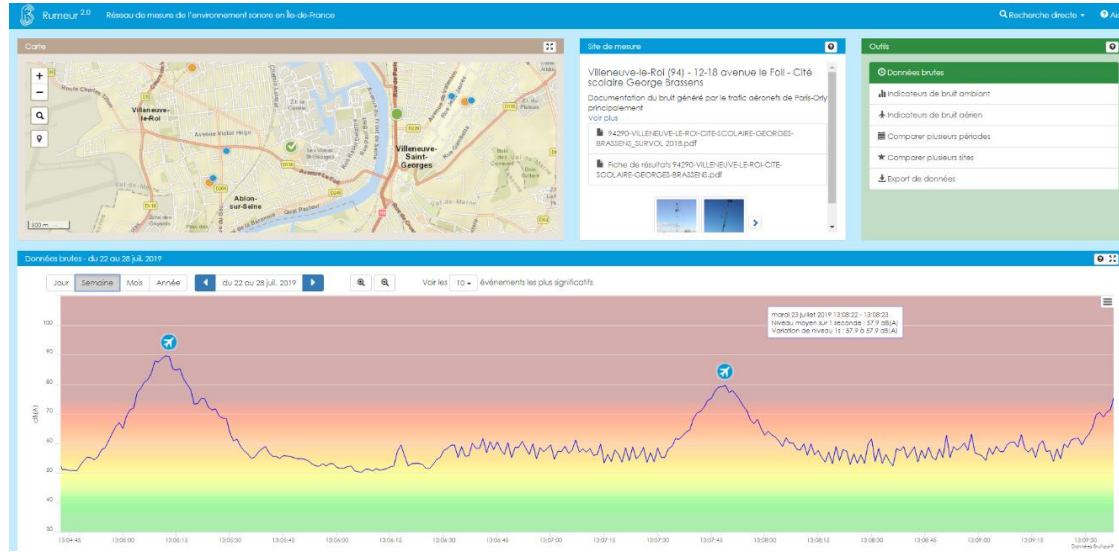 Rumeur 2.0
Réseau de mesure de l'environnement sonore en Île-de-France
Recherche directe
Carte
Villeneuve-
le-Roi
Avenue Victor Hugo
Villeneuve-
Saint-
Georges
Ablon-
sur-Seine
Quai Pasteur
Val-de-Marne
500 m
Site de mesure
Villeneuve-le-Roi (94) - 12-18 avenue le Foll - Cité
scolaire George Brassens
Documentation du bruit généré par le trafic aéronefs de Paris-Orly
principalement
voir plus
94290-VILLENEUVE-LE-ROI-CITE-SCOLAIRE-GEORGES-
BRASSENS_SURVOL 2018.pdf
Fiche de résultats 94290-VILLENEUVE-LE-ROI-CITE-
SCOLAIRE-GEORGES-BRASSENS.pdf
Outils
Données brutes
Indicateurs de bruit ambiant
Indicateurs de bruit aérien
Comparer plusieurs périodes
Comparer plusieurs sites
Export de données
Données brutes - du 22 au 28 juil. 2019
Jour Semaine Mois Année du 22 au 28 juil. 2019 Voir les 10 événements les plus significatifs
mardi 23 juillet 2019 13:08:22 - 13:08:23
Niveau moyen sur 1 seconde : 57.9 dB(A)
Variation de niveau 1s : 57.9 à 57.9 dB(A)
dB(A)
100
90
80
70
60
50
40
30
13:04:45 13:05:00 13:05:15 13:05:30 13:05:45 13:06:00 13:06:15 13:06:30 13:06:45 13:07:00 13:07:15 13:07:30 13:07:45 13:08:00 13:08:15 13:08:30 13:08:45 13:09:00 13:09:15 13:09:30
Données Bruitparif